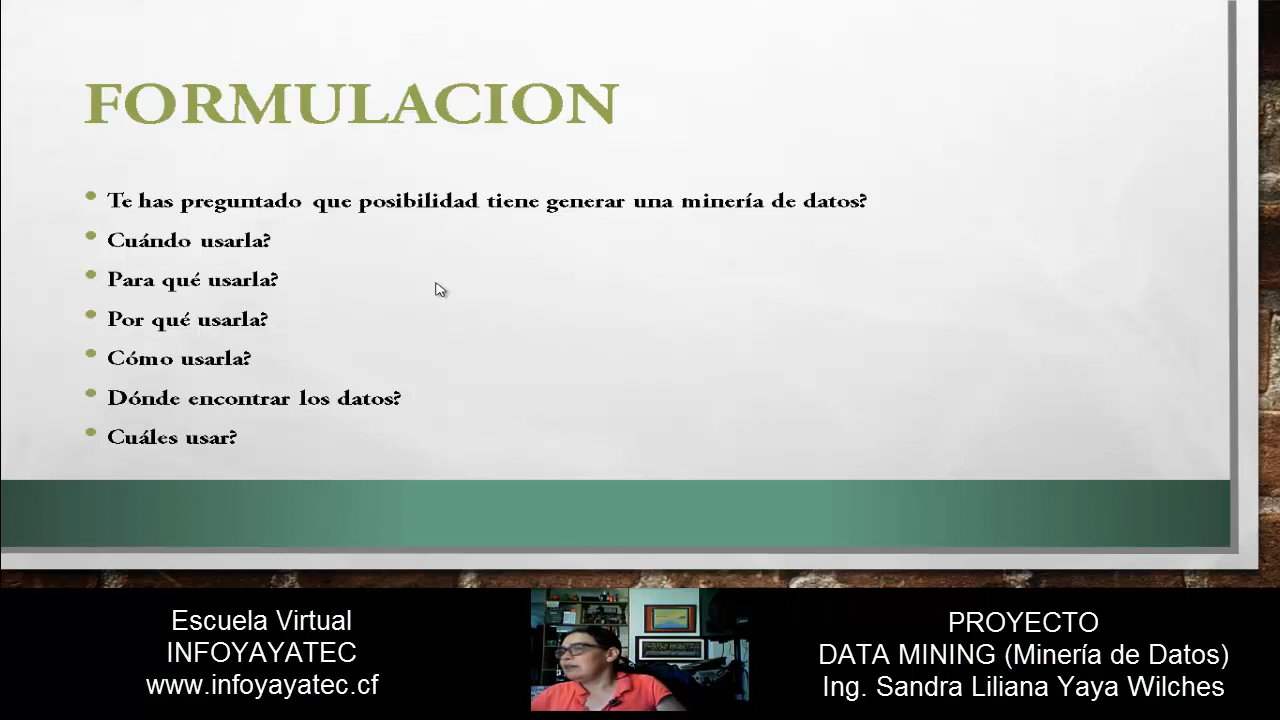 FORMULACION
Te has preguntado que posibilidad tiene generar una minería de datos?
Cuándo usarla?
Para qué usarla?
Por qué usarla?
Cómo usarla?
Dónde encontrar los datos?
Cuáles usar?
Escuela Virtual
INFOYAYATEC
www.infoyayatec.cf
PROYECTO
DATA MINING (Minería de Datos)
Ing. Sandra Liliana Yaya Wilches